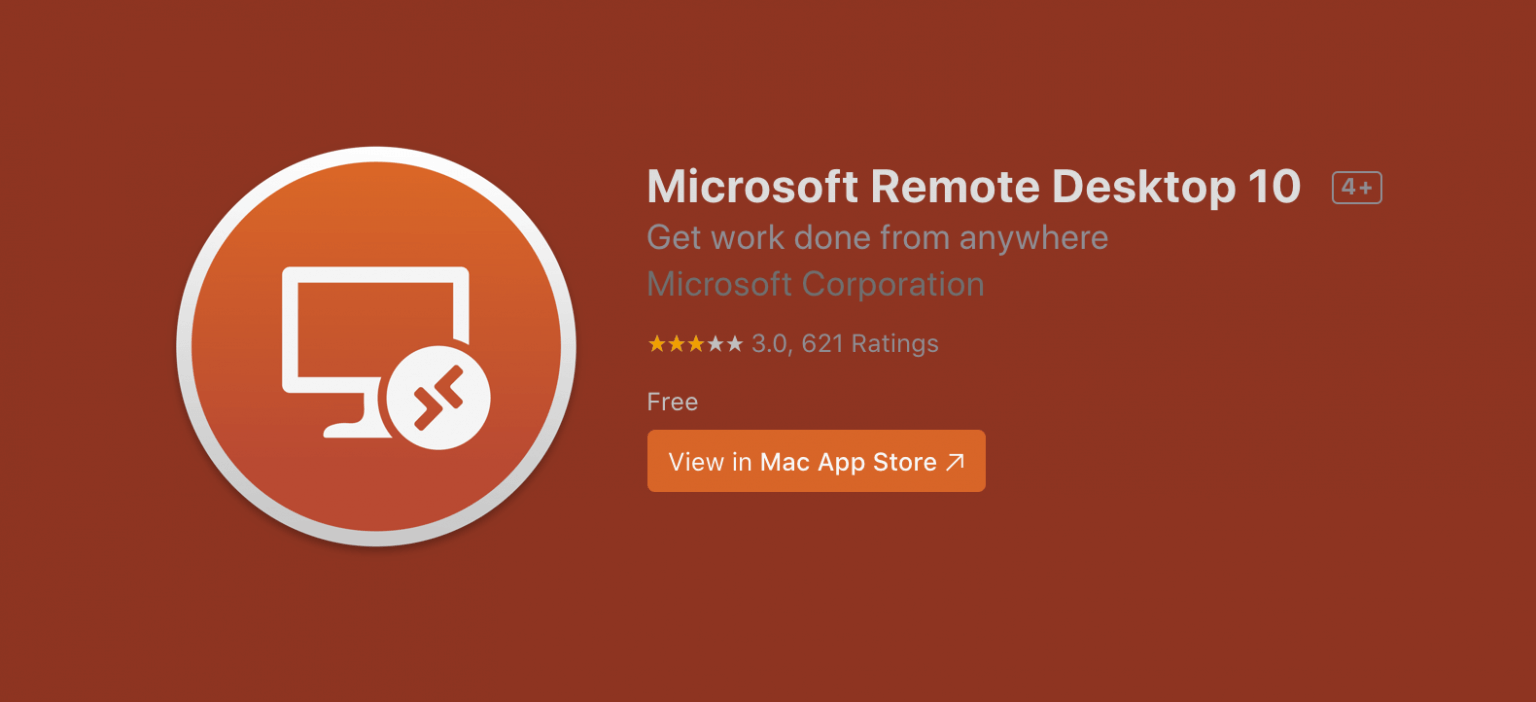 Microsoft Remote Desktop 10 4+
Get work done from anywhere
Microsoft Corporation
★★★★★ 3.0, 621 Ratings
Free
View in Mac App Store ↗